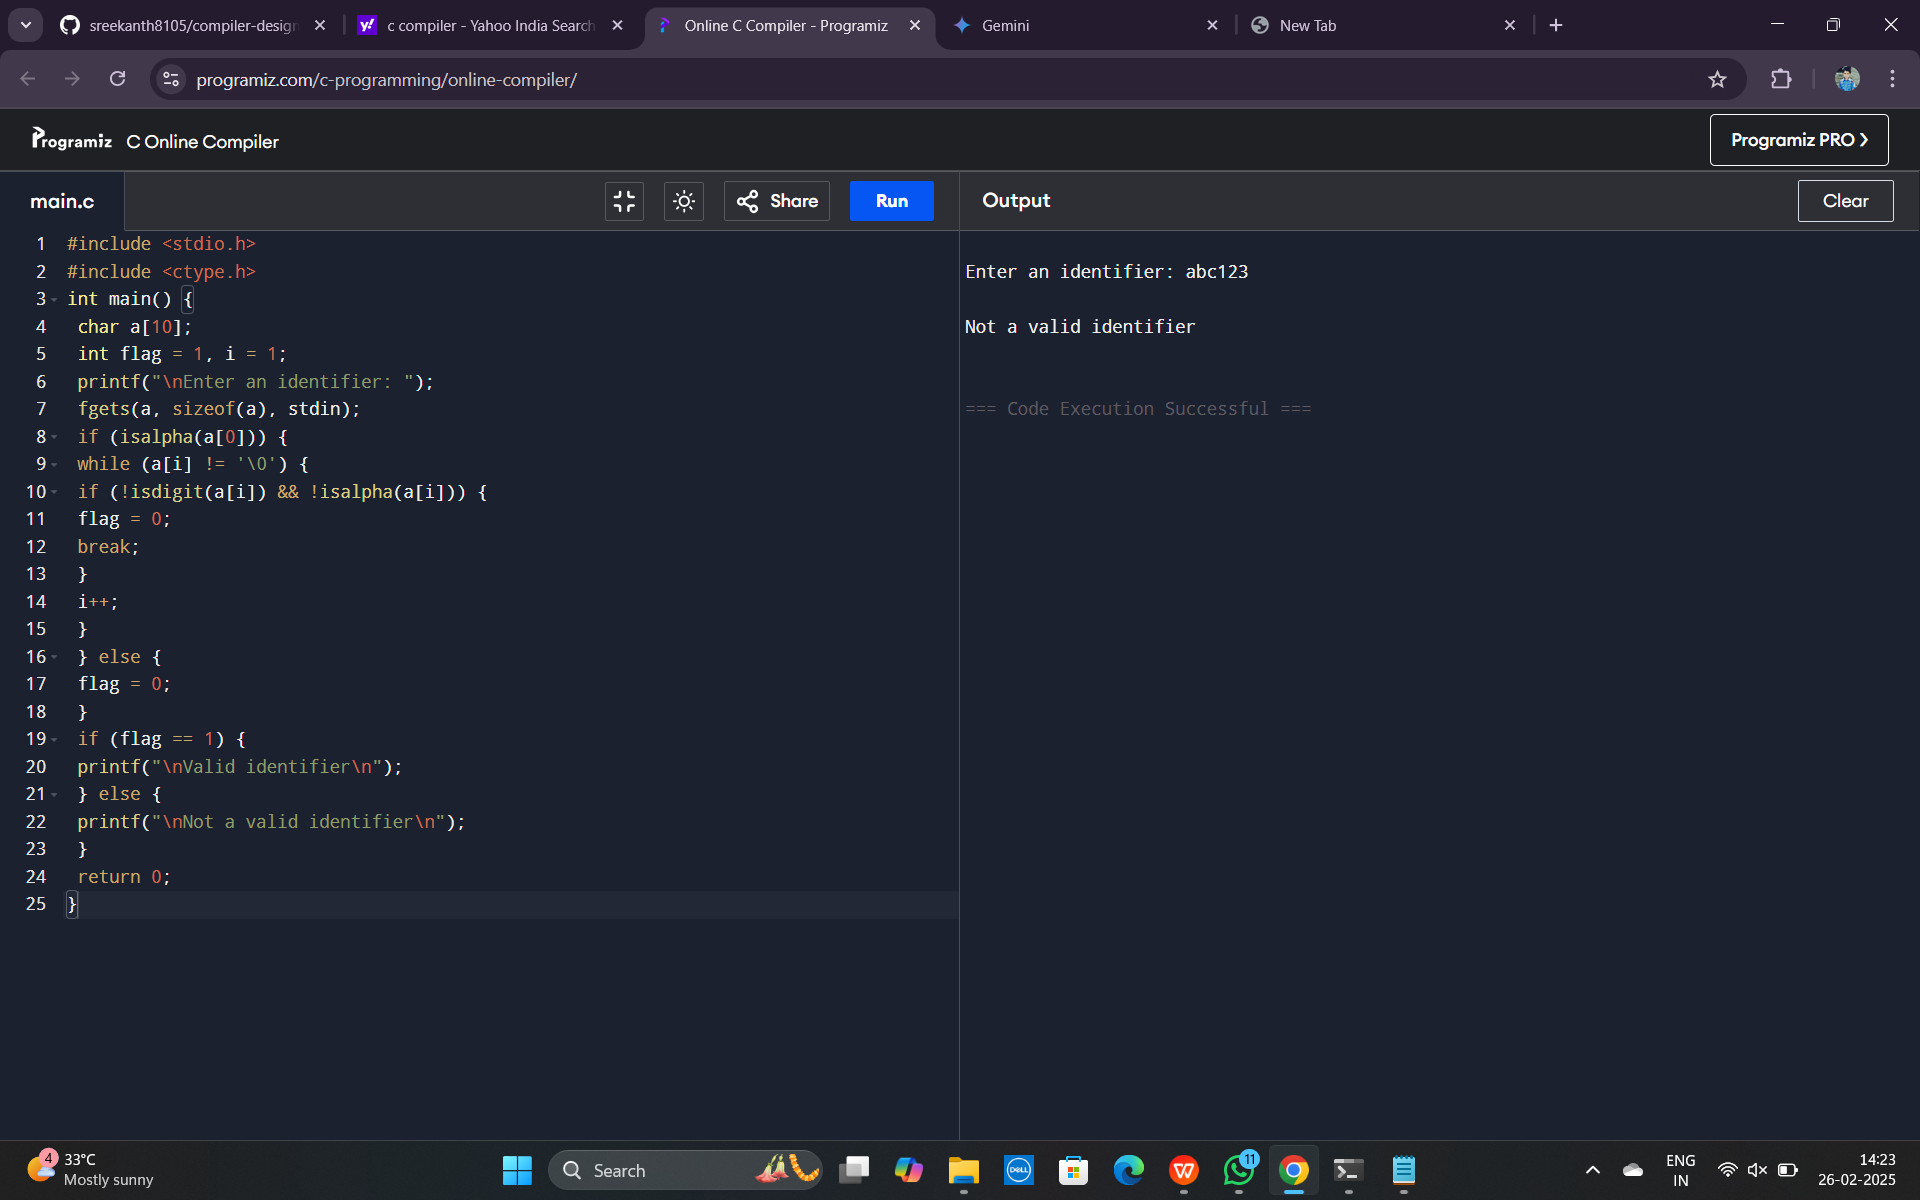 sreekanth8105/compiler-design
c compiler - Yahoo India Search
Online C Compiler - Programiz
Gemini
New Tab
programiz.com/c-programming/online-compiler/
Programiz C Online Compiler
Programiz PRO
main.c
Share
Run
Output
Clear
1 #include <stdio.h>
2 #include <ctype.h>
3 int main() {
4 char a[10];
5 int flag = 1, i = 1;
6 printf("\nEnter an identifier: ");
7 fgets(a, sizeof(a), stdin);
8 if (isalpha(a[0])) {
9 while (a[i] != '\0') {
10 if (!isdigit(a[i]) && !isalpha(a[i])) {
11 flag = 0;
12 break;
13 }
14 i++;
15 }
16 } else {
17 flag = 0;
18 }
19 if (flag == 1) {
20 printf("\nValid identifier\n");
21 } else {
22 printf("\nNot a valid identifier\n");
23 }
24 return 0;
25 }
Enter an identifier: abc123
Not a valid identifier
=== Code Execution Successful ===
4
33°C
Mostly sunny
Search
DELL
11
ENG
IN
14:23
26-02-2025